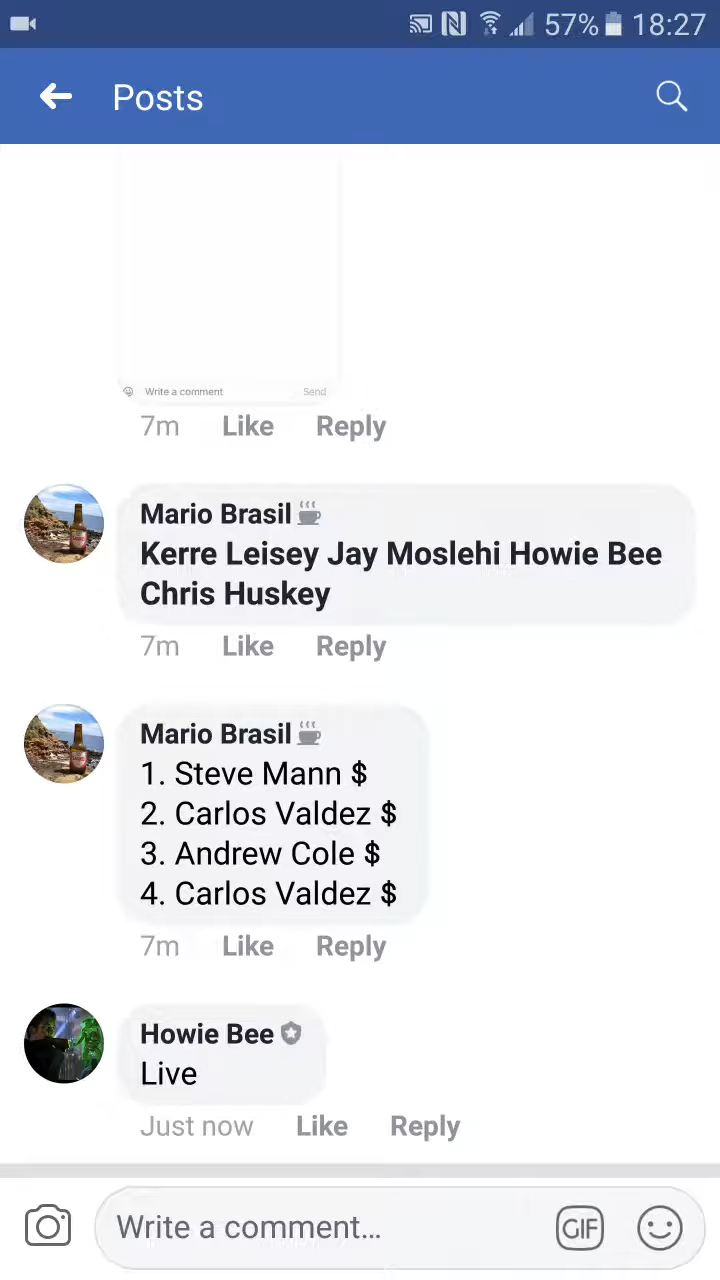 57% 18:27
Posts
Write a comment Send
7m Like Reply
Mario Brasil
Kerre Leisey Jay Moslehi Howie Bee
Chris Huskey
7m Like Reply
Mario Brasil
1. Steve Mann $
2. Carlos Valdez $
3. Andrew Cole $
4. Carlos Valdez $
7m Like Reply
Howie Bee
Live
Just now Like Reply
Write a comment... GIF